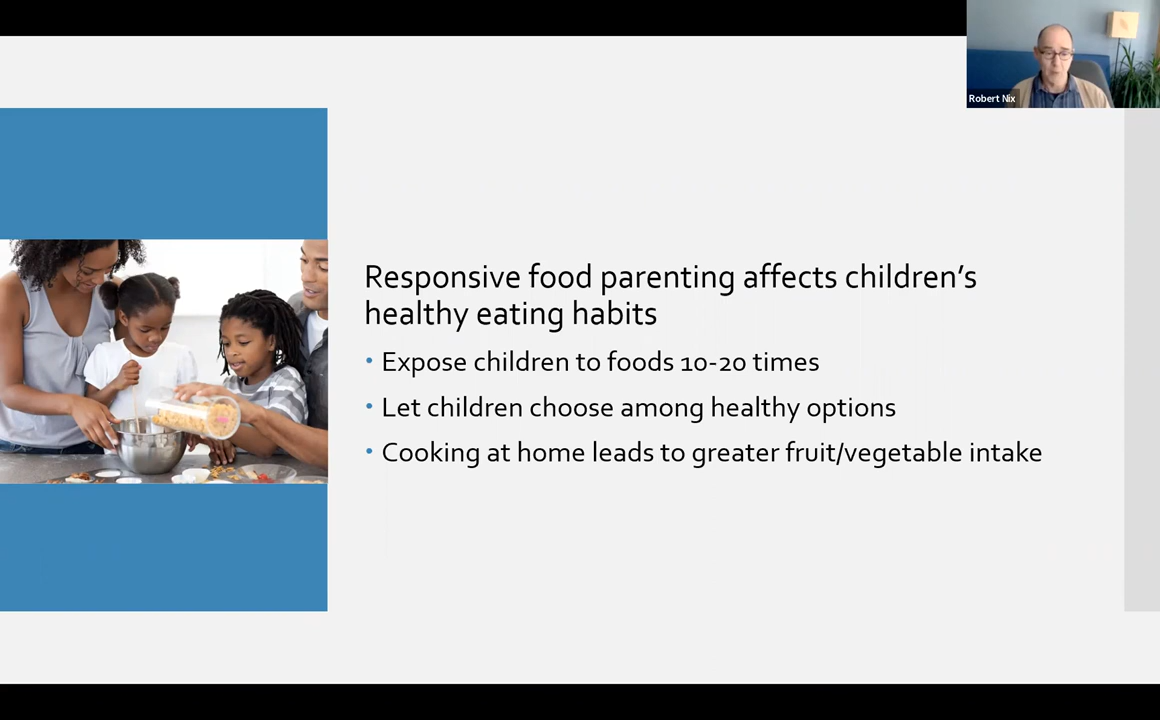 Robert Nix
Responsive food parenting affects children’s
healthy eating habits
• Expose children to foods 10-20 times
• Let children choose among healthy options
• Cooking at home leads to greater fruit/vegetable intake